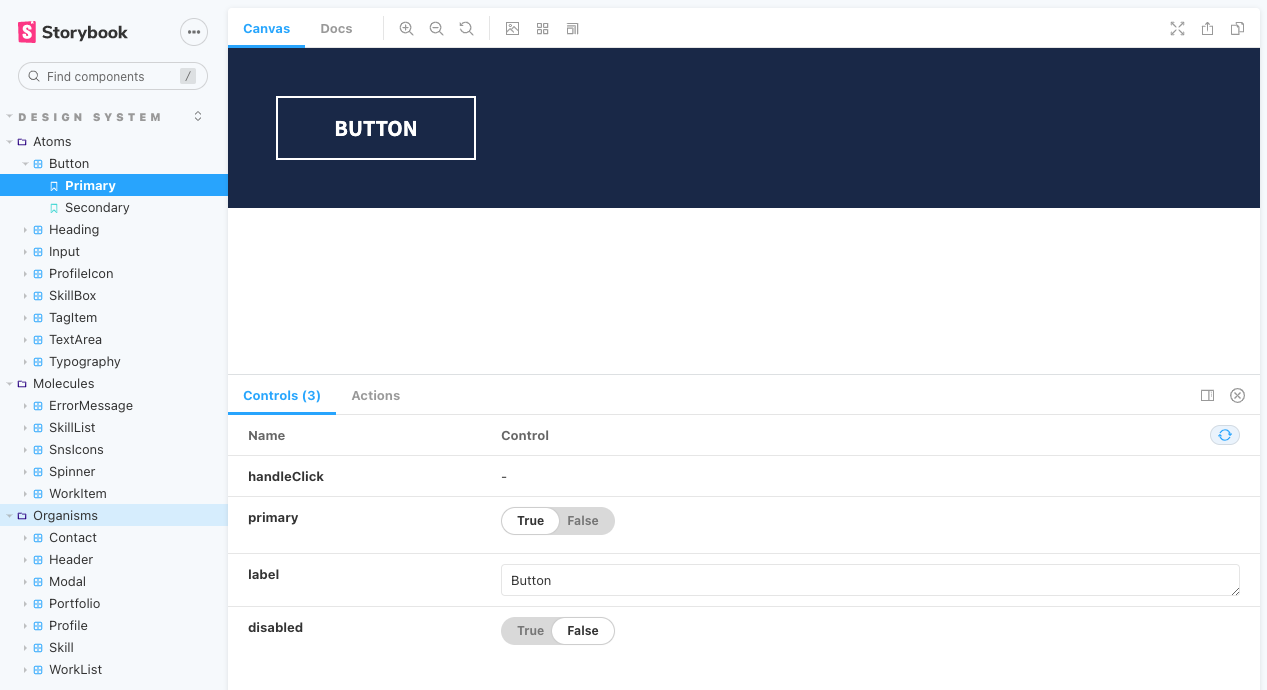 Storybook
Find components
/
DESIGN SYSTEM
Atoms
Button
Primary
Secondary
Heading
Input
ProfileIcon
SkillBox
TagItem
TextArea
Typography
Molecules
ErrorMessage
SkillList
SnsIcons
Spinner
WorkItem
Organisms
Contact
Header
Modal
Portfolio
Profile
Skill
WorkList
Canvas Docs
BUTTON
Controls (3) Actions
Name Control
handleClick -
primary True False
label Button
disabled True False